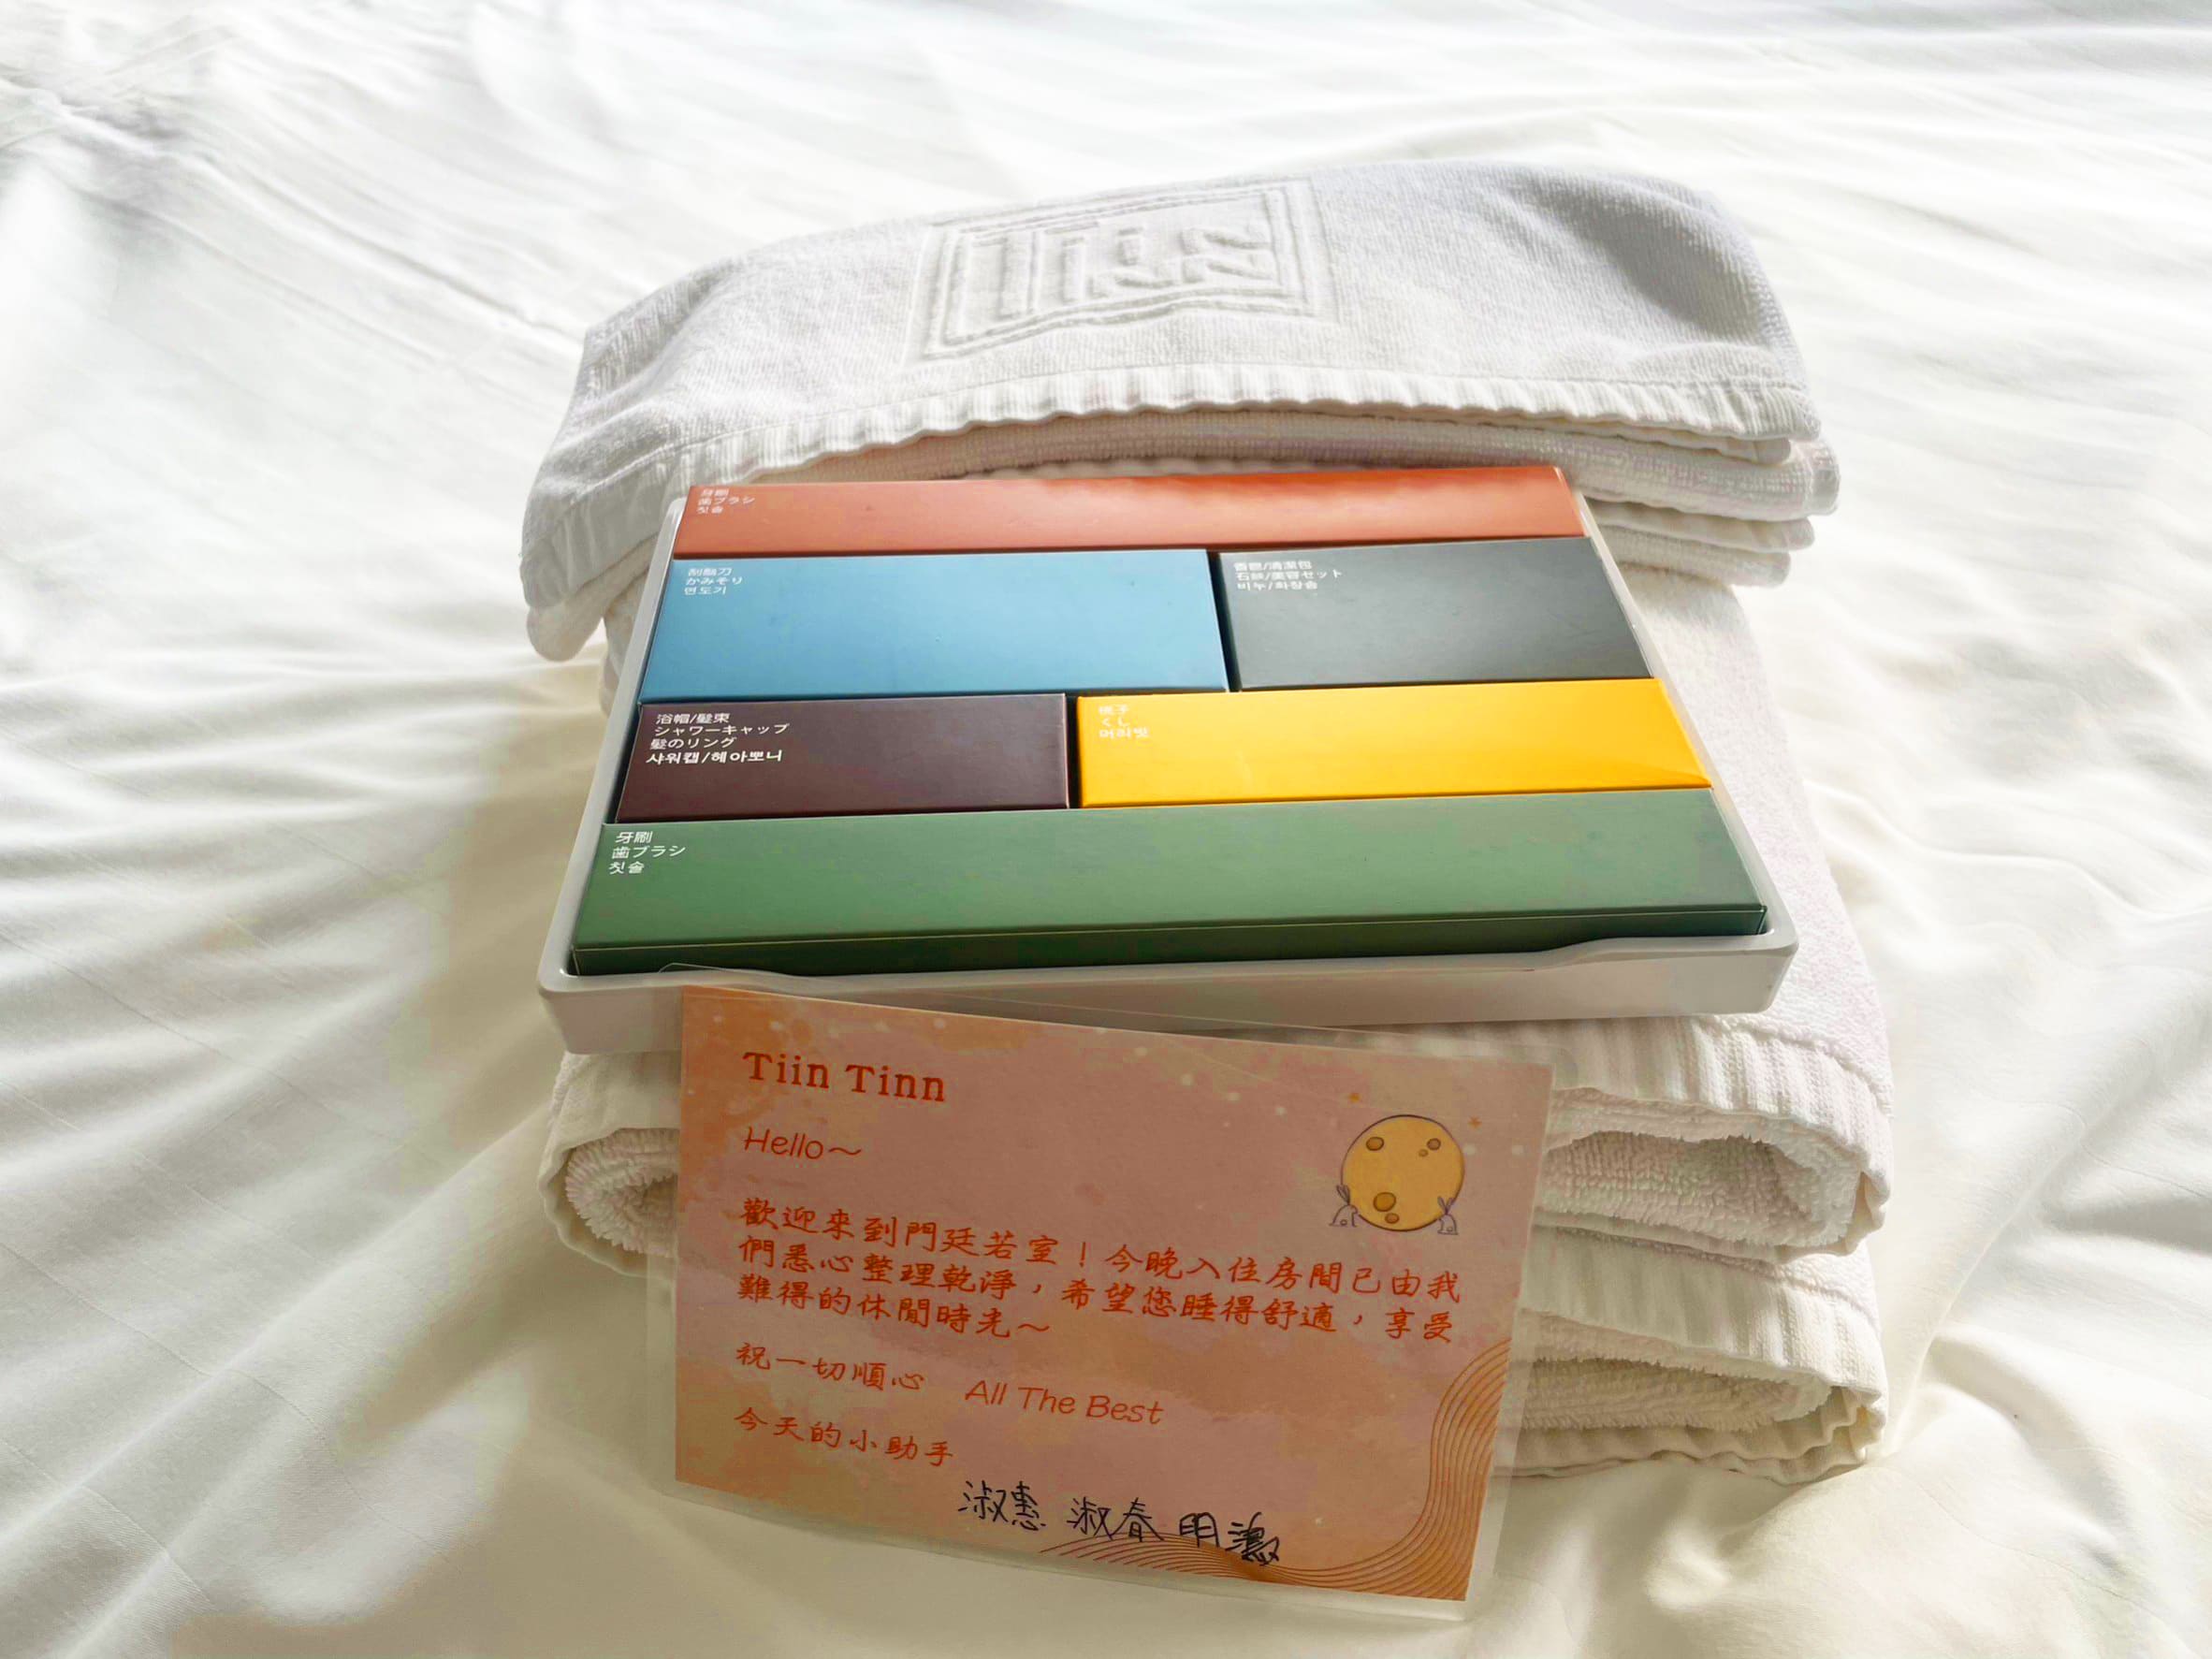 牙刷
歯ブラシ
칫솔
刮鬍刀
かみそり
면도기
香皂/清潔包
石鹸/美容セット
비누/화장솜
浴帽/髮束
シャワーキャップ
髪のリング
샤워캡/헤아뽀니
梳子
くし
머리빗
牙刷
歯ブラシ
칫솔
Tiin Tinn
Hello～
歡迎來到門廷若室！今晚入住房間已由我
們悉心整理乾淨，希望您睡得舒適，享受
難得的休閒時光～
祝一切順心 All The Best
今天的小助手
淑惠 淑春 明